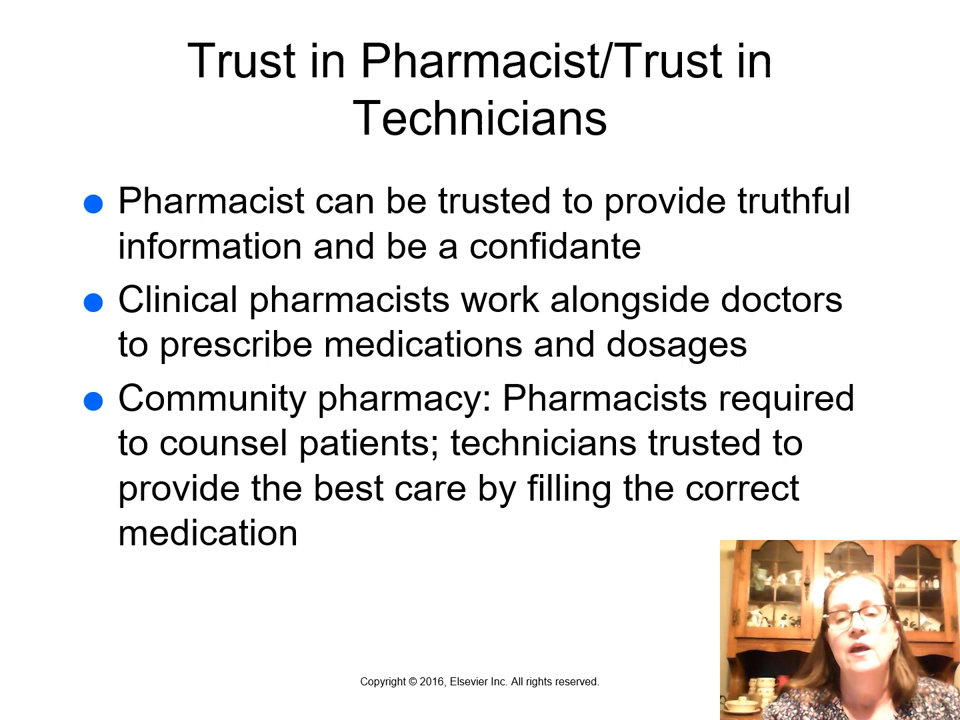 Trust in Pharmacist/Trust in
Technicians
Pharmacist can be trusted to provide truthful
information and be a confidante
Clinical pharmacists work alongside doctors
to prescribe medications and dosages
Community pharmacy: Pharmacists required
to counsel patients; technicians trusted to
provide the best care by filling the correct
medication
Copyright © 2016, Elsevier Inc. All rights reserved.